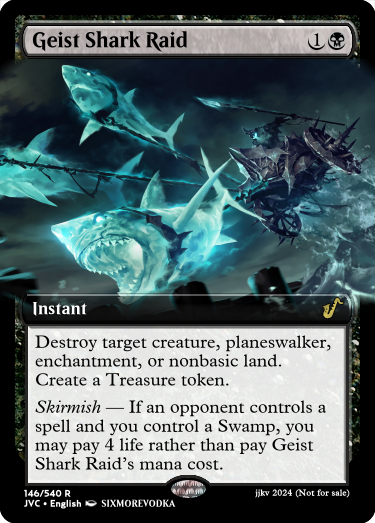 Geist Shark Raid 1
Instant
Destroy target creature, planeswalker,
enchantment, or nonbasic land.
Create a Treasure token.
Skirmish — If an opponent controls a
spell and you control a Swamp, you
may pay 4 life rather than pay Geist
Shark Raid's mana cost.
146/540 R
jjkv 2024 (Not for sale)
JVC • English SIXMOREVODKA